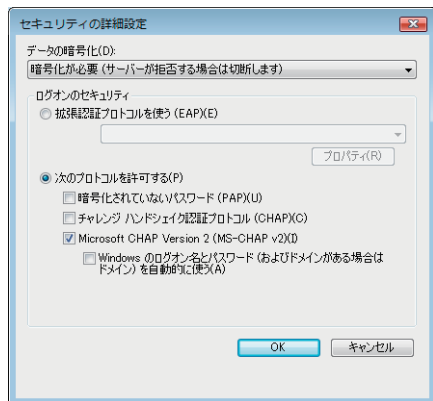 セキュリティの詳細設定
データの暗号化(D):
暗号化が必要 (サーバーが拒否する場合は切断します)
ログオンのセキュリティ
拡張認証プロトコルを使う (EAP)(E)
プロパティ(R)
次のプロトコルを許可する(P)
暗号化されていないパスワード (PAP)(U)
チャレンジ ハンドシェイク認証プロトコル (CHAP)(C)
Microsoft CHAP Version 2 (MS-CHAP v2)(I)
Windows のログオン名とパスワード (およびドメインがある場合は
ドメイン) を自動的に使う(A)
OK キャンセル